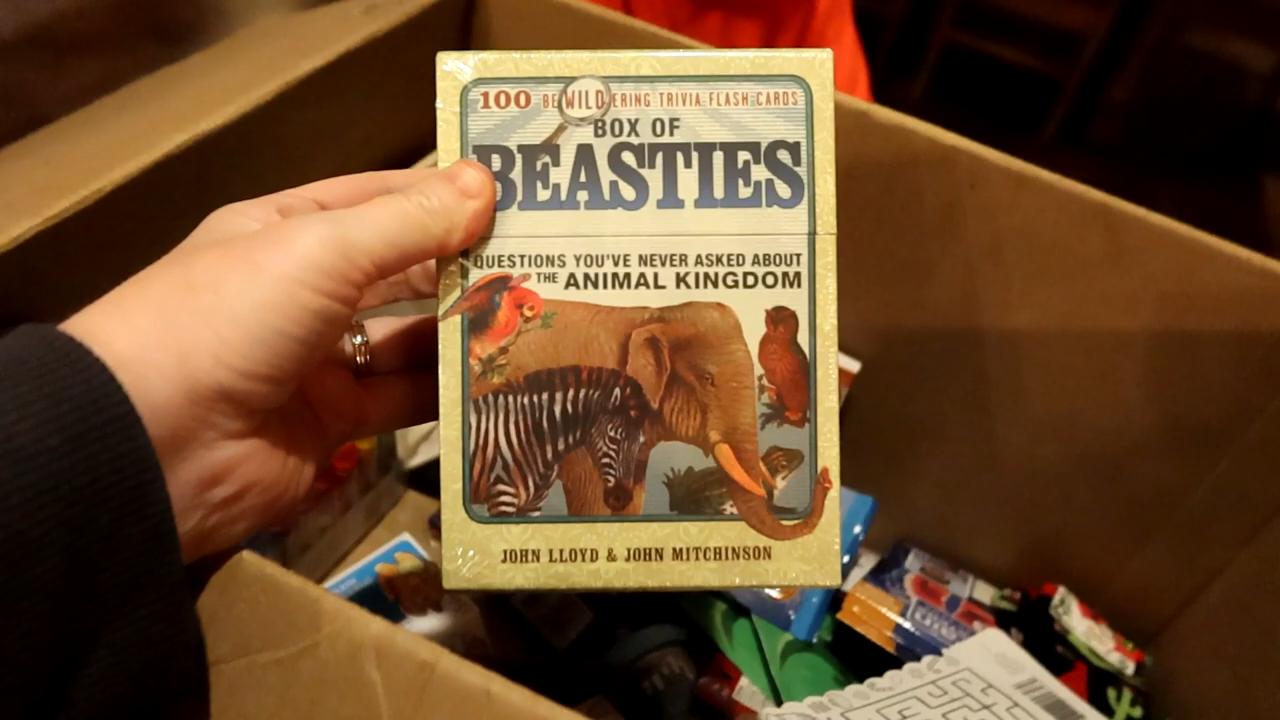 100 BEWILDERING TRIVIA FLASH CARDS
BOX OF
BEASTIES
QUESTIONS YOU'VE NEVER ASKED ABOUT
THE ANIMAL KINGDOM
JOHN LLOYD & JOHN MITCHINSON